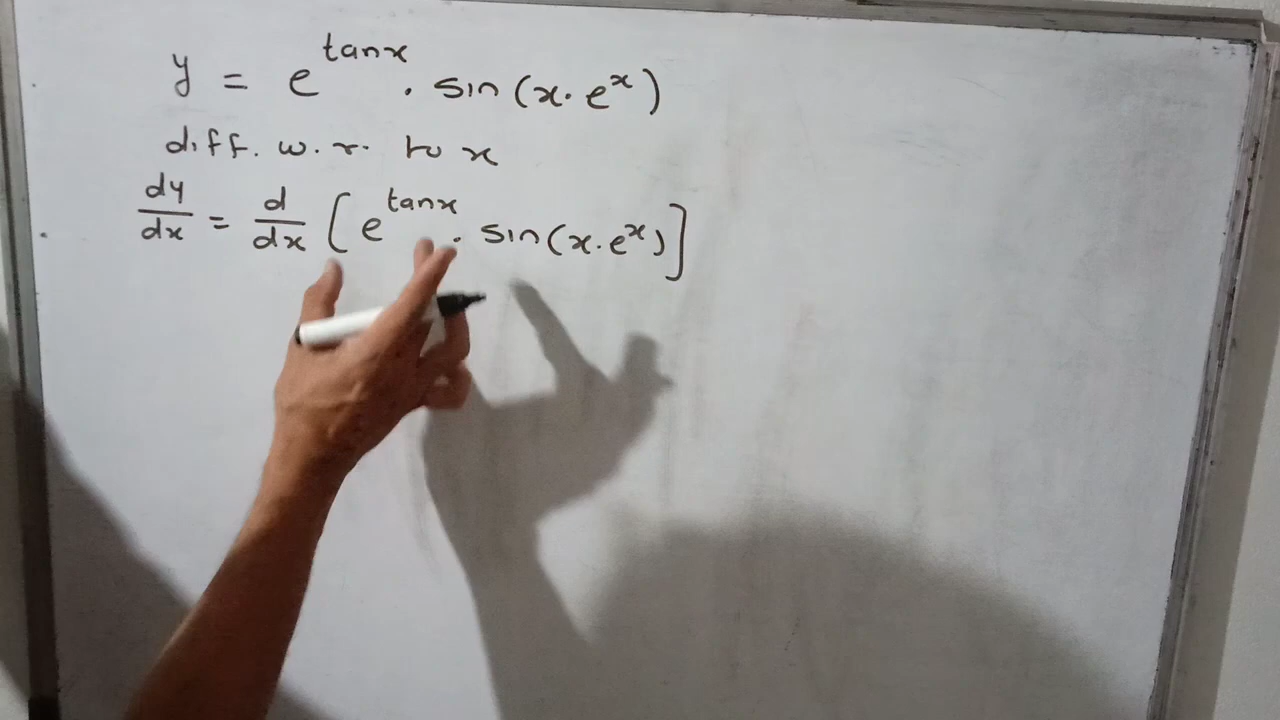 y = e^tanx . sin(x.e^x)
diff. w.r. to x
dy/dx = d/dx [e^tanx . sin(x.e^x)]